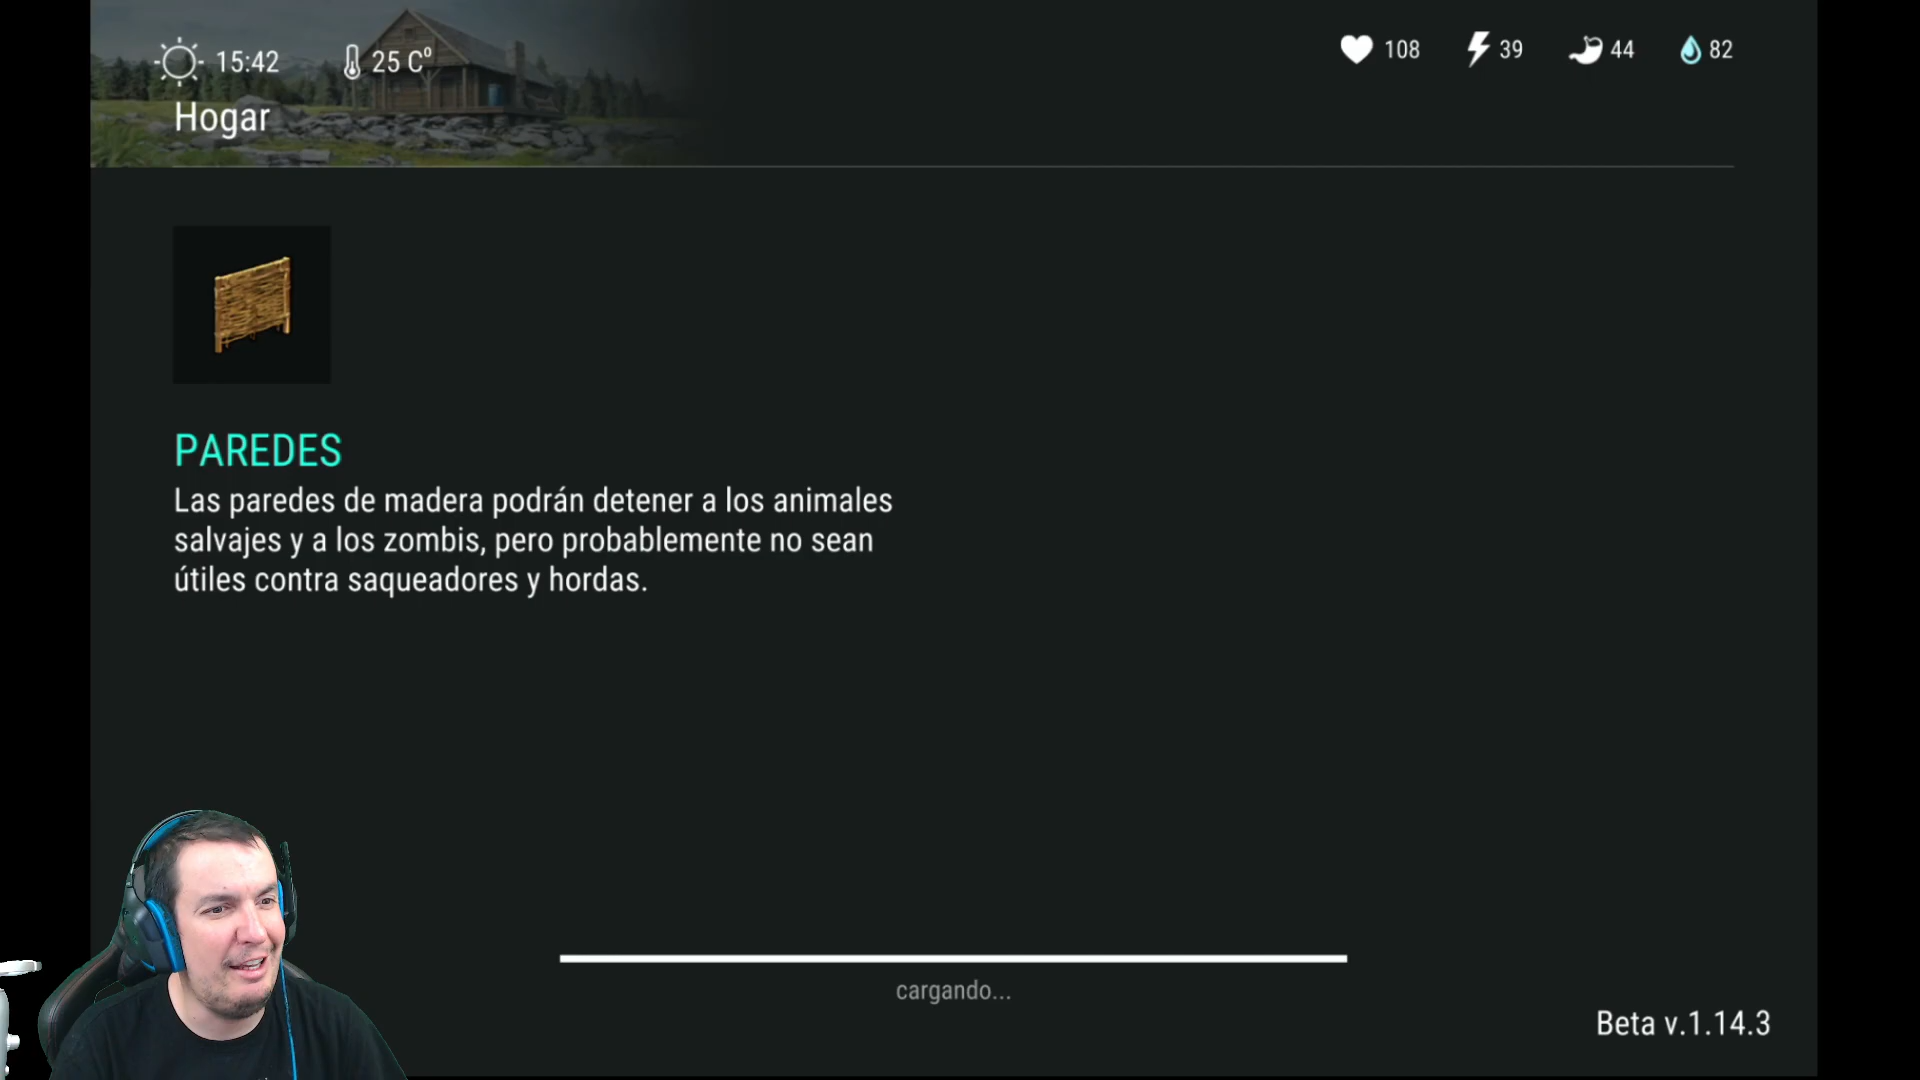 15:42
25 Cº
108
39
44
82
Hogar
PAREDES
Las paredes de madera podrán detener a los animales
salvajes y a los zombis, pero probablemente no sean
útiles contra saqueadores y hordas.
cargando...
Beta v.1.14.3